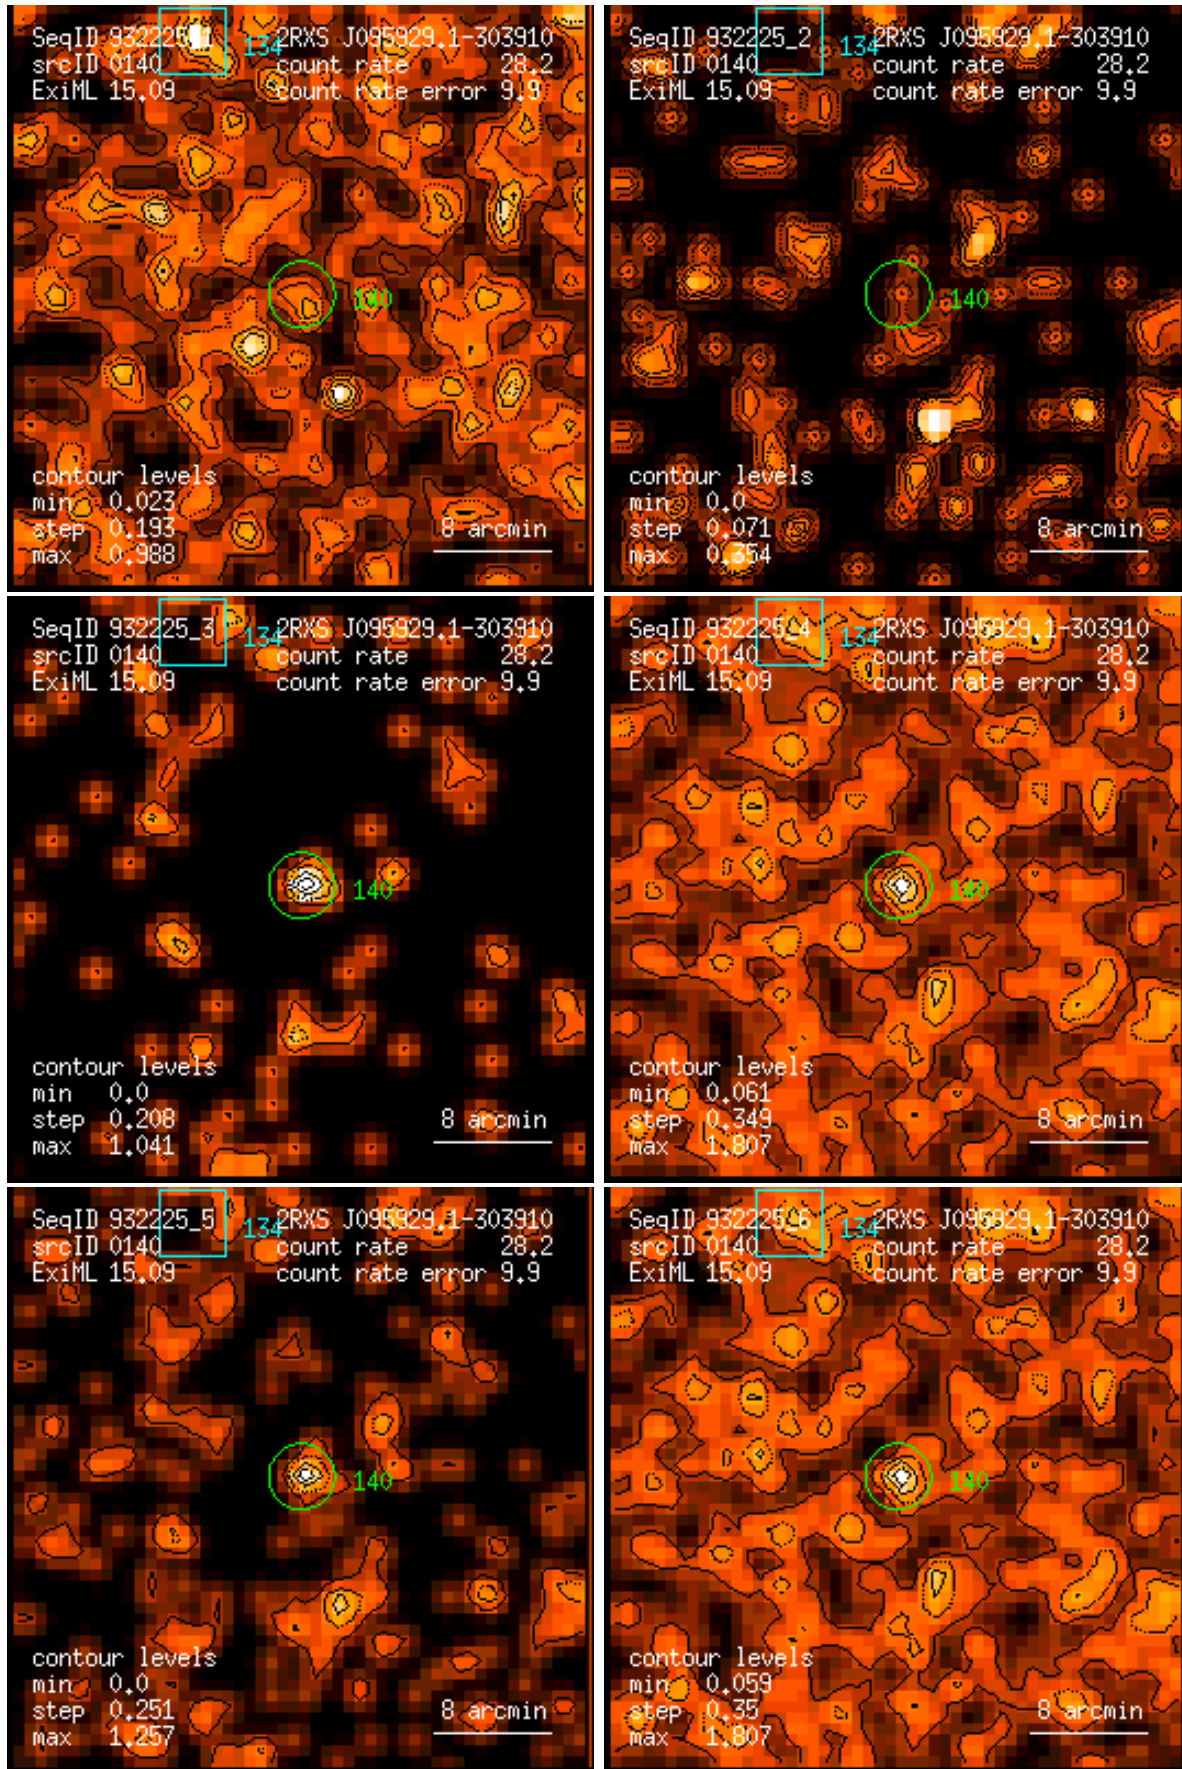 SeqID 932225_1 134 2RXS J095929.1-303910
srcID 0140 count rate 28.2
ExiML 15.09 count rate error 9.9
140
contour levels
min 0.023
step 0.193 8 arcmin
max 0.988
SeqID 932225_2 134 2RXS J095929.1-303910
srcID 0140 count rate 28.2
ExiML 15.09 count rate error 9.9
140
contour levels
min 0.0
step 0.071 8 arcmin
max 0.354
SeqID 932225_3 134 2RXS J095929.1-303910
srcID 0140 count rate 28.2
ExiML 15.09 count rate error 9.9
140
contour levels
min 0.0
step 0.208 8 arcmin
max 1.041
SeqID 932225_4 134 2RXS J095929.1-303910
srcID 0140 count rate 28.2
ExiML 15.09 count rate error 9.9
140
contour levels
min 0.061
step 0.349 8 arcmin
max 1.807
SeqID 932225_5 134 2RXS J095929.1-303910
srcID 0140 count rate 28.2
ExiML 15.09 count rate error 9.9
140
contour levels
min 0.0
step 0.251 8 arcmin
max 1.257
SeqID 932225_6 134 2RXS J095929.1-303910
srcID 0140 count rate 28.2
ExiML 15.09 count rate error 9.9
140
contour levels
min 0.059
step 0.35 8 arcmin
max 1.807